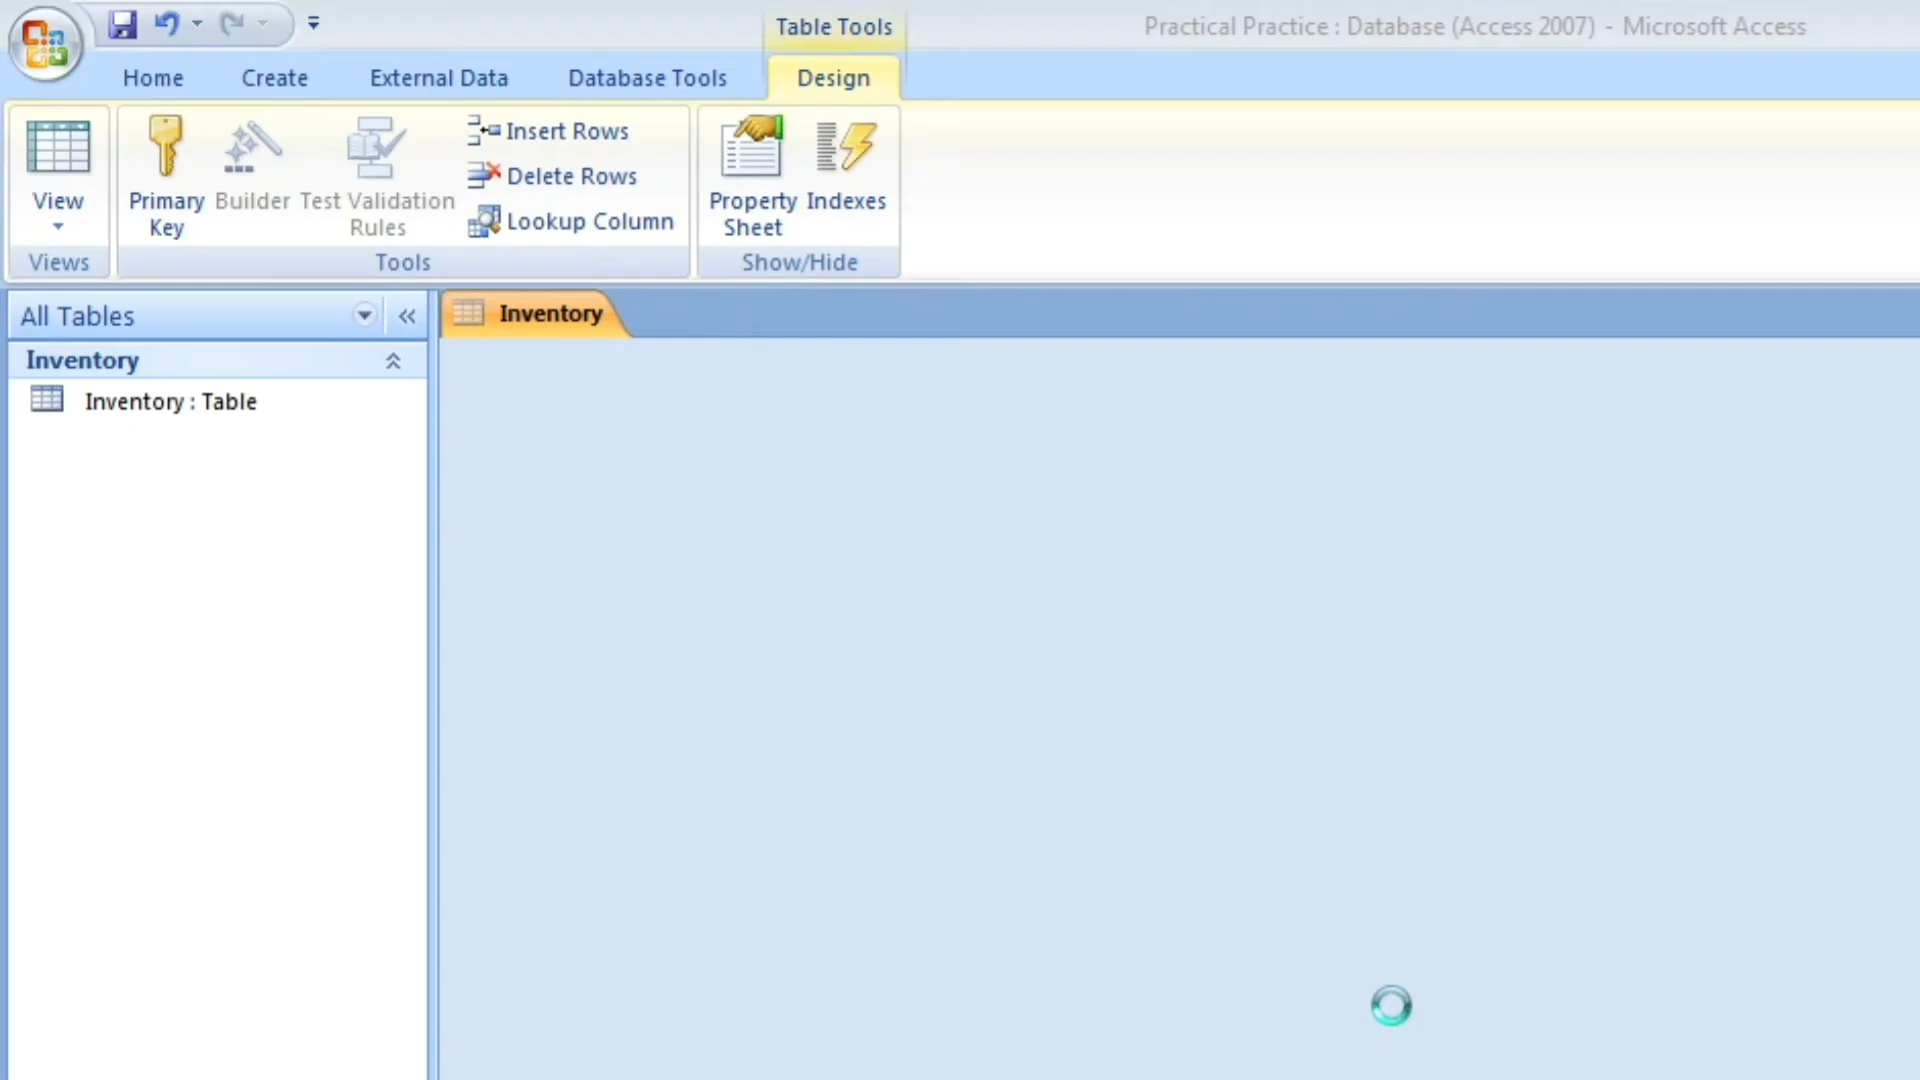 Table Tools
Practical Practice : Database (Access 2007) - Microsoft Access
Home
Create
External Data
Database Tools
Design
View
Primary Key
Builder
Test Validation Rules
Insert Rows
Delete Rows
Lookup Column
Property Sheet
Indexes
Views
Tools
Show/Hide
All Tables
Inventory
Inventory
Inventory : Table